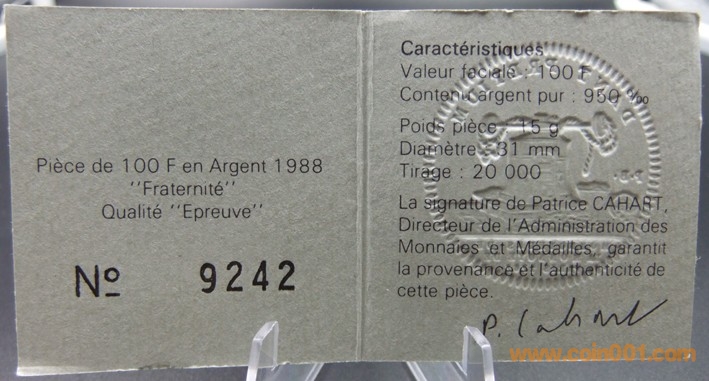 Pièce de 100 F en Argent 1988
"Fraternité"
Qualité "Epreuve"
Nº 9242
Caractéristiques
Valeur faciale : 100 F
Contenu argent pur : 950 ‰
Poids pièce : 15 g
Diamètre : 31 mm
Tirage : 20 000
La signature de Patrice CAHART,
Directeur de l'Administration des
Monnaies et Médailles, garantit
la provenance et l'authenticité de
cette pièce.
P. Cahart
www.coin001.com